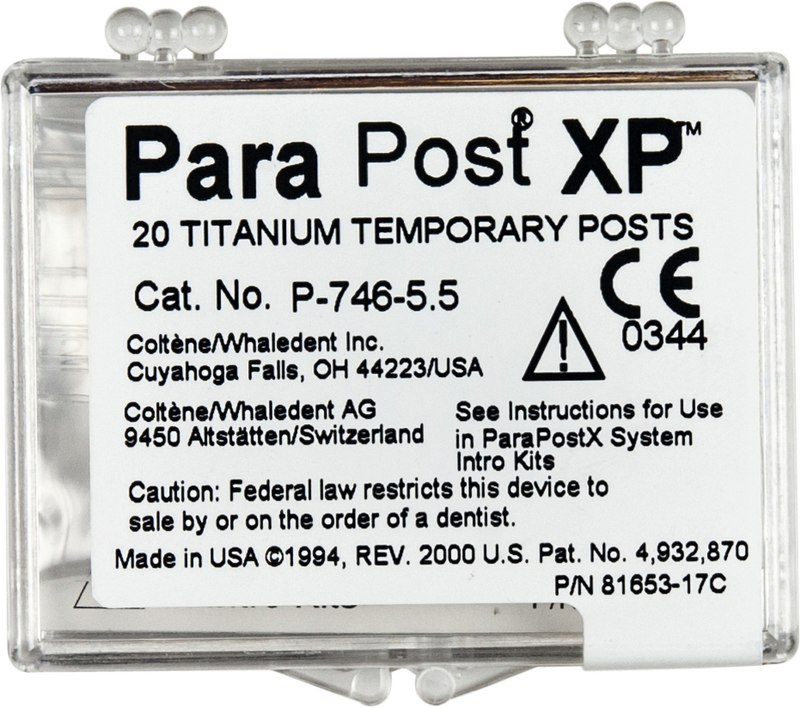 Para Post® XP™
20 TITANIUM TEMPORARY POSTS
Cat. No. P-746-5.5
CE
0344
Coltène/Whaledent Inc.
Cuyahoga Falls, OH 44223/USA
Coltène/Whaledent AG
9450 Altstätten/Switzerland
See Instructions for Use
in ParaPostX System
Intro Kits
Caution: Federal law restricts this device to
sale by or on the order of a dentist.
Made in USA ©1994, REV. 2000 U.S. Pat. No. 4,932,870
P/N 81653-17C